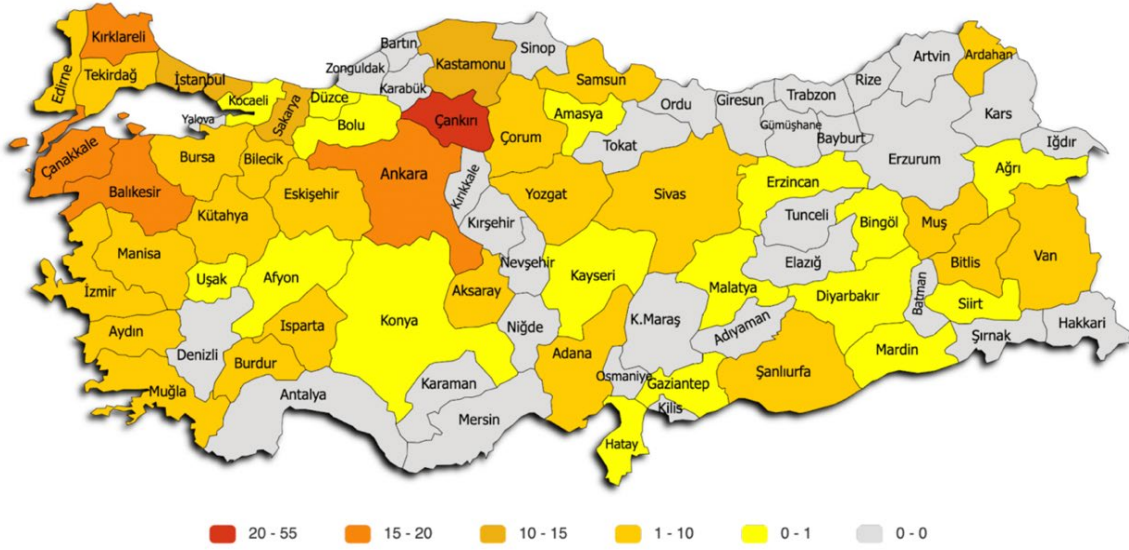 Kırklareli
Edirne
Tekirdağ
İstanbul
Kocaeli
Yalova
Sakarya
Düzce
Bolu
Zonguldak
Bartın
Karabük
Kastamonu
Sinop
Çankırı
Samsun
Amasya
Çorum
Tokat
Ordu
Giresun
Gümüşhane
Trabzon
Bayburt
Rize
Artvin
Ardahan
Kars
Iğdır
Ağrı
Erzurum
Çanakkale
Balıkesir
Bursa
Bilecik
Eskişehir
Kütahya
Ankara
Kırıkkale
Kırşehir
Yozgat
Sivas
Erzincan
Tunceli
Bingöl
Muş
Bitlis
Van
Manisa
İzmir
Uşak
Afyon
Konya
Aksaray
Nevşehir
Kayseri
Malatya
Elazığ
Diyarbakır
Batman
Siirt
Hakkari
Şırnak
Mardin
Aydın
Denizli
Isparta
Burdur
Muğla
Antalya
Karaman
Mersin
Niğde
Adana
K.Maraş
Adıyaman
Osmaniye
Gaziantep
Kilis
Şanlıurfa
Hatay
20 - 55
15 - 20
10 - 15
1 - 10
0 - 1
0 - 0